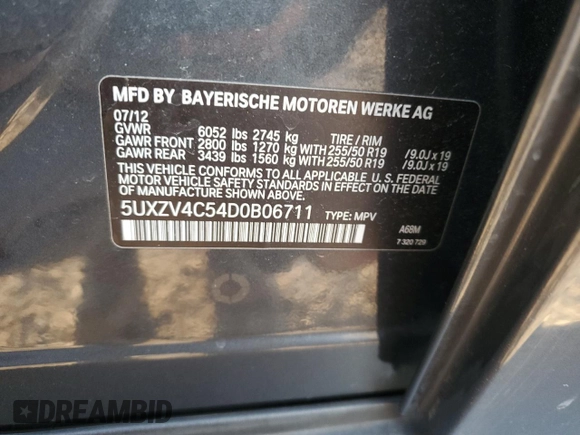 MFD BY BAYERISCHE MOTOREN WERKE AG
07/12
GVWR 6052 lbs 2745 kg TIRE / RIM
GAWR FRONT 2800 lbs 1270 kg WITH 255/50 R19 /9.0J x 19
GAWR REAR 3439 lbs 1560 kg WITH 255/50 R19 /9.0J x 19
THIS VEHICLE CONFORMS TO ALL APPLICABLE U.S. FEDERAL
MOTOR VEHICLE SAFETY STANDARDS IN EFFECT ON THE
DATE OF MANUFACTURE SHOWN ABOVE.
5UXZV4C54D0B06711 TYPE: MPV
A68M
7 320 729
DREAMBID